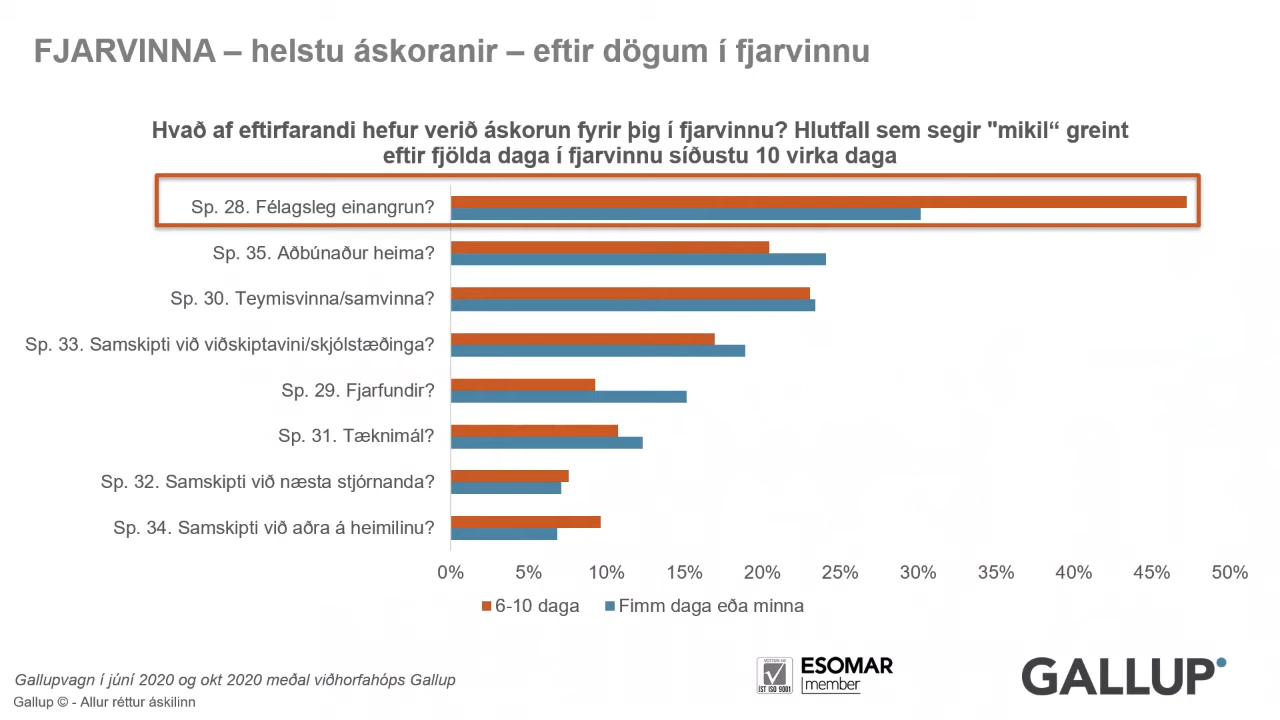 FJARVINNA – helstu áskoranir – eftir dögum í fjarvinnu
Hvað af eftirfarandi hefur verið áskorun fyrir þig í fjarvinnu? Hlutfall sem segir "mikil“ greint
eftir fjölda daga í fjarvinnu síðustu 10 virka daga
Sp. 28. Félagsleg einangrun?
Sp. 35. Aðbúnaður heima?
Sp. 30. Teymisvinna/samvinna?
Sp. 33. Samskipti við viðskiptavini/skjólstæðinga?
Sp. 29. Fjarfundir?
Sp. 31. Tæknimál?
Sp. 32. Samskipti við næsta stjórnanda?
Sp. 34. Samskipti við aðra á heimilinu?
0% 5% 10% 15% 20% 25% 30% 35% 40% 45% 50%
6-10 daga Fimm daga eða minna
Gallupvagn í júní 2020 og okt 2020 meðal viðhorfahóps Gallup
Gallup © - Allur réttur áskilinn
ÍST ISO 9001
ESOMAR
member
GALLUP